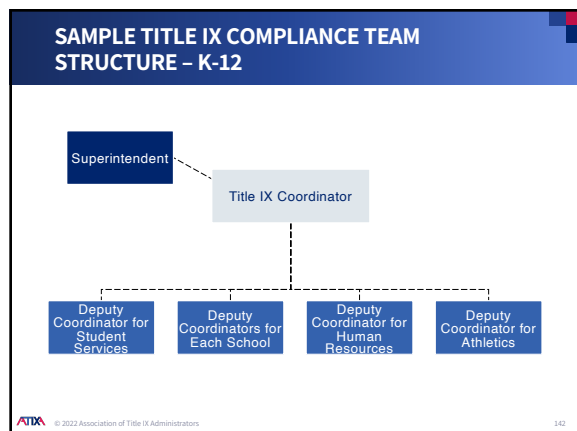 SAMPLE TITLE IX COMPLIANCE TEAM
STRUCTURE – K-12
Superintendent
Title IX Coordinator
Deputy
Coordinator for
Student
Services
Deputy
Coordinators for
Each School
Deputy
Coordinator for
Human
Resources
Deputy
Coordinator for
Athletics
ATIXA © 2022 Association of Title IX Administrators
142